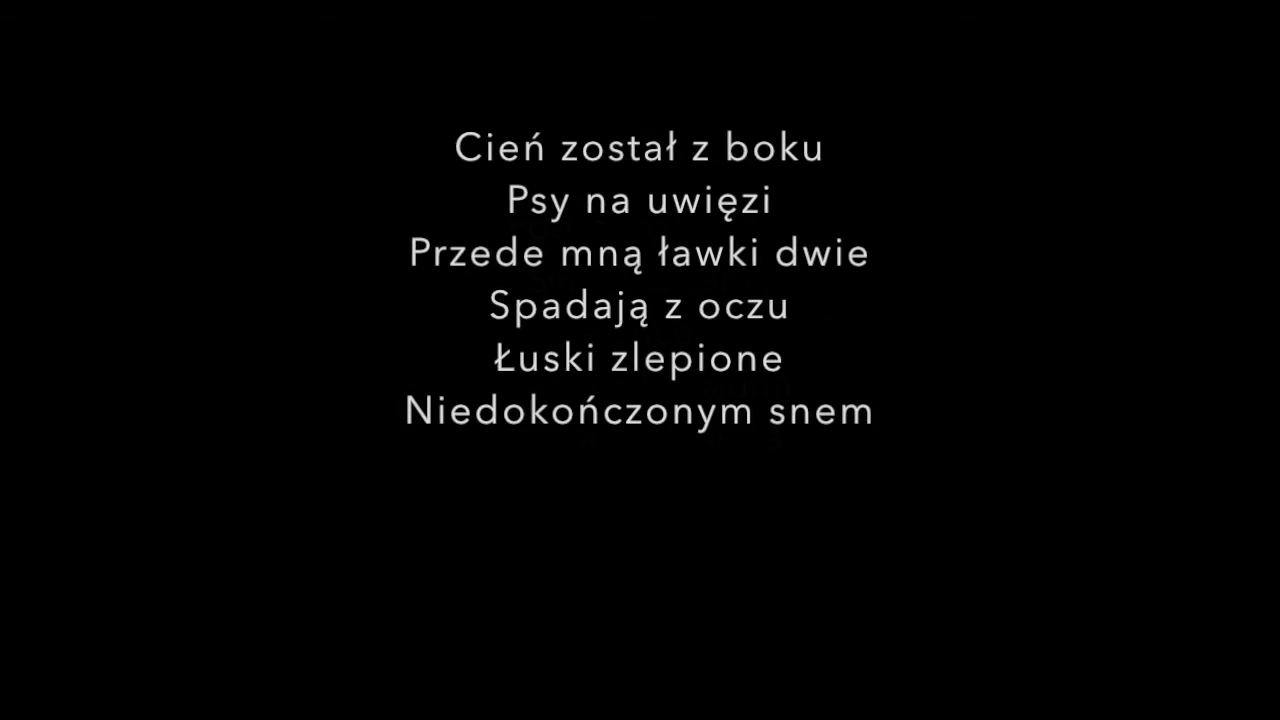 Cień został z boku
Psy na uwięzi
Przede mną ławki dwie
Spadają z oczu
Łuski zlepione
Niedokończonym snem